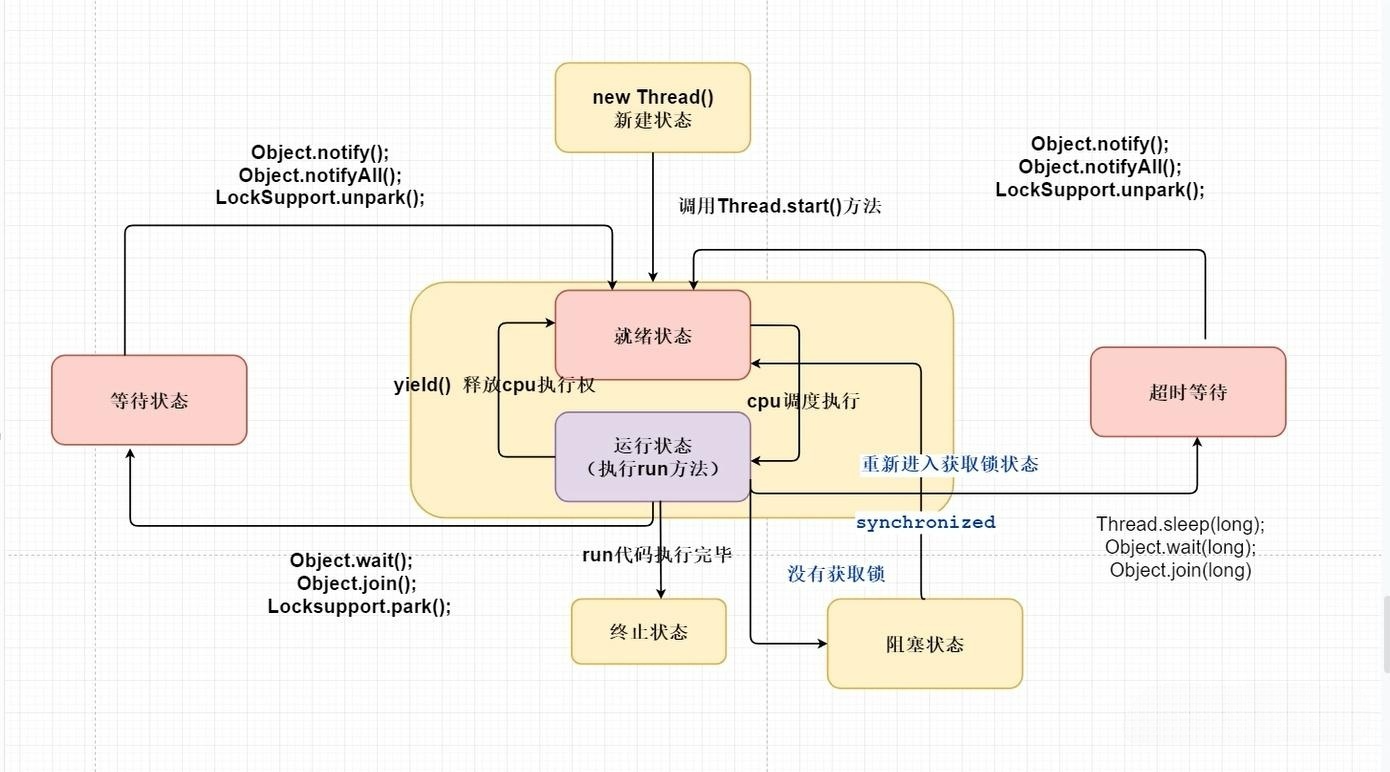 new Thread()
新建状态
Object.notify();
Object.notifyAll();
LockSupport.unpark();
调用Thread.start()方法
Object.notify();
Object.notifyAll();
LockSupport.unpark();
就绪状态
yield()  释放cpu执行权
cpu调度执行
等待状态
超时等待
运行状态
（执行run方法）
重新进入获取锁状态
synchronized
Thread.sleep(long);
Object.wait(long);
Object.join(long)
Object.wait();
Object.join();
Locksupport.park();
run代码执行完毕
没有获取锁
终止状态
阻塞状态